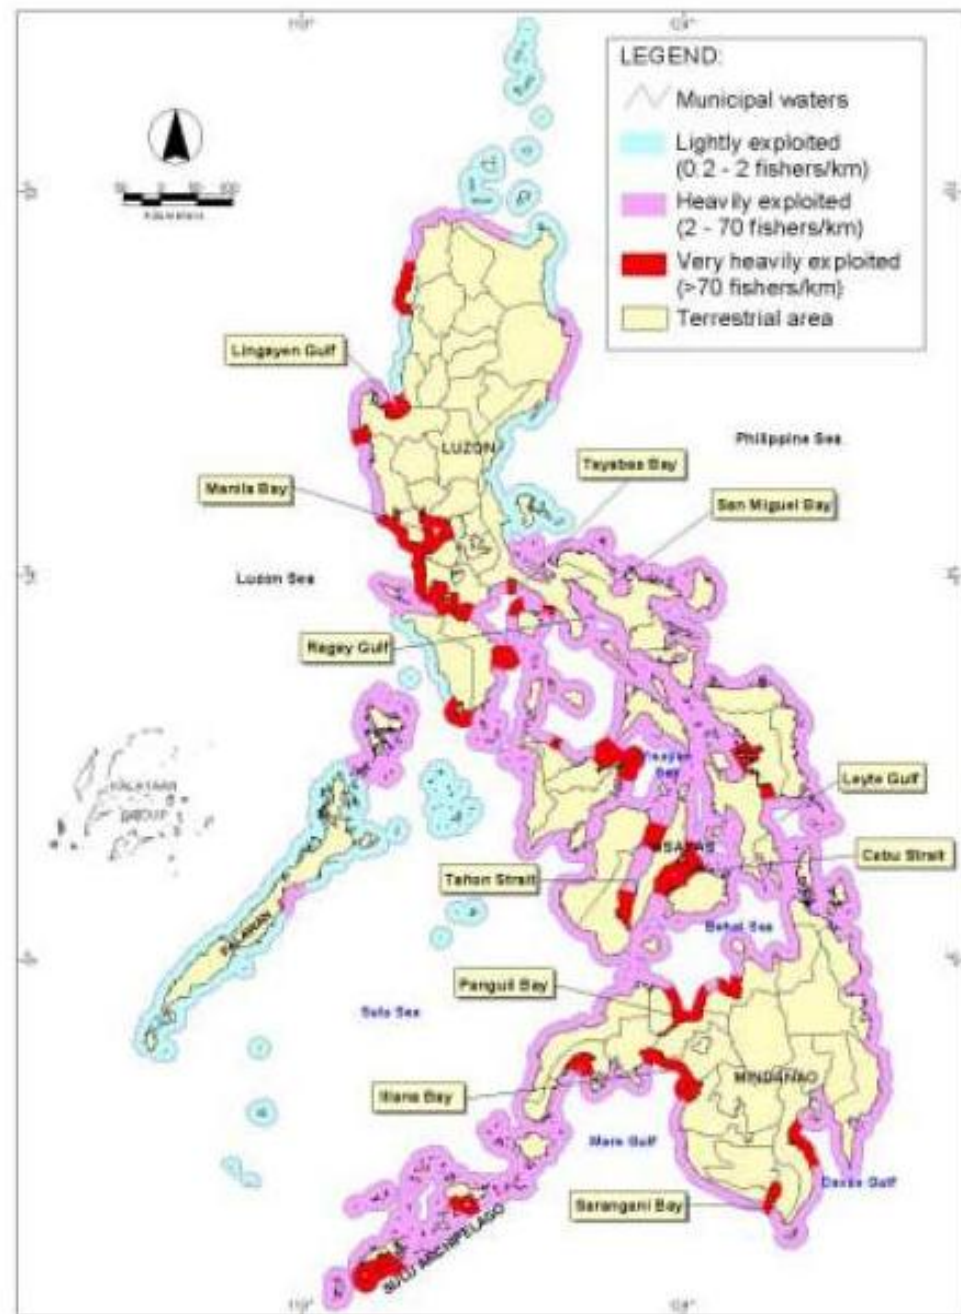 LEGEND:
Municipal waters
Lightly exploited
(0.2 - 2 fishers/km)
Heavily exploited
(2 - 70 fishers/km)
Very heavily exploited
(>70 fishers/km)
Terrestrial area
Lingayen Gulf
LUZON
Philippine Sea
Tayabas Bay
Manila Bay
San Miguel Bay
Luzon Sea
Ragay Gulf
Leyte Gulf
Cebu Strait
Tañon Strait
Bohol Sea
PALAWAN
Panguil Bay
Sulu Sea
MINDANAO
Illana Bay
Moro Gulf
Davao Gulf
Sarangani Bay
SULU ARCHIPELAGO